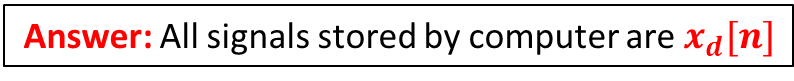 Answer: All signals stored by computer are x_d[n]